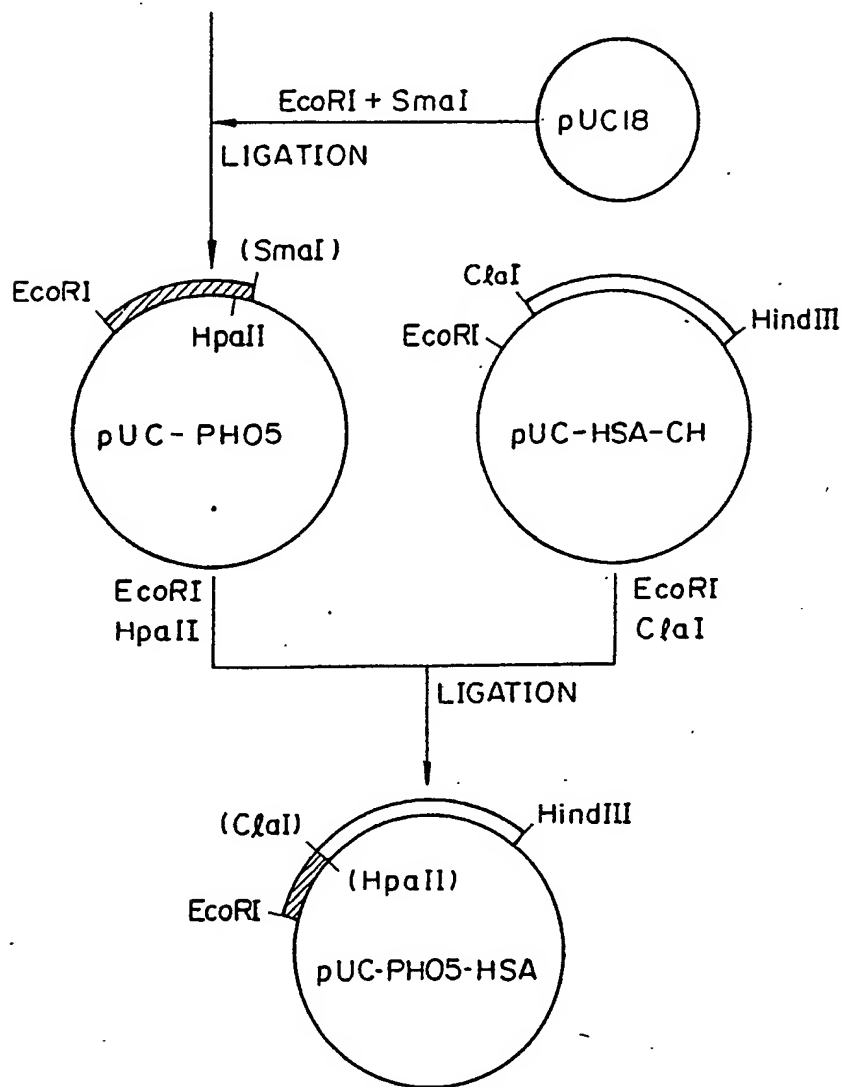 EcoRI + SmaI
pUC18
LIGATION
(SmaI)
EcoRI
HpaII
pUC-PHO5
ClaI
EcoRI
HindIII
pUC-HSA-CH
EcoRI
HpaII
EcoRI
ClaI
LIGATION
(ClaI)
HindIII
(HpaII)
EcoRI
pUC-PHO5-HSA